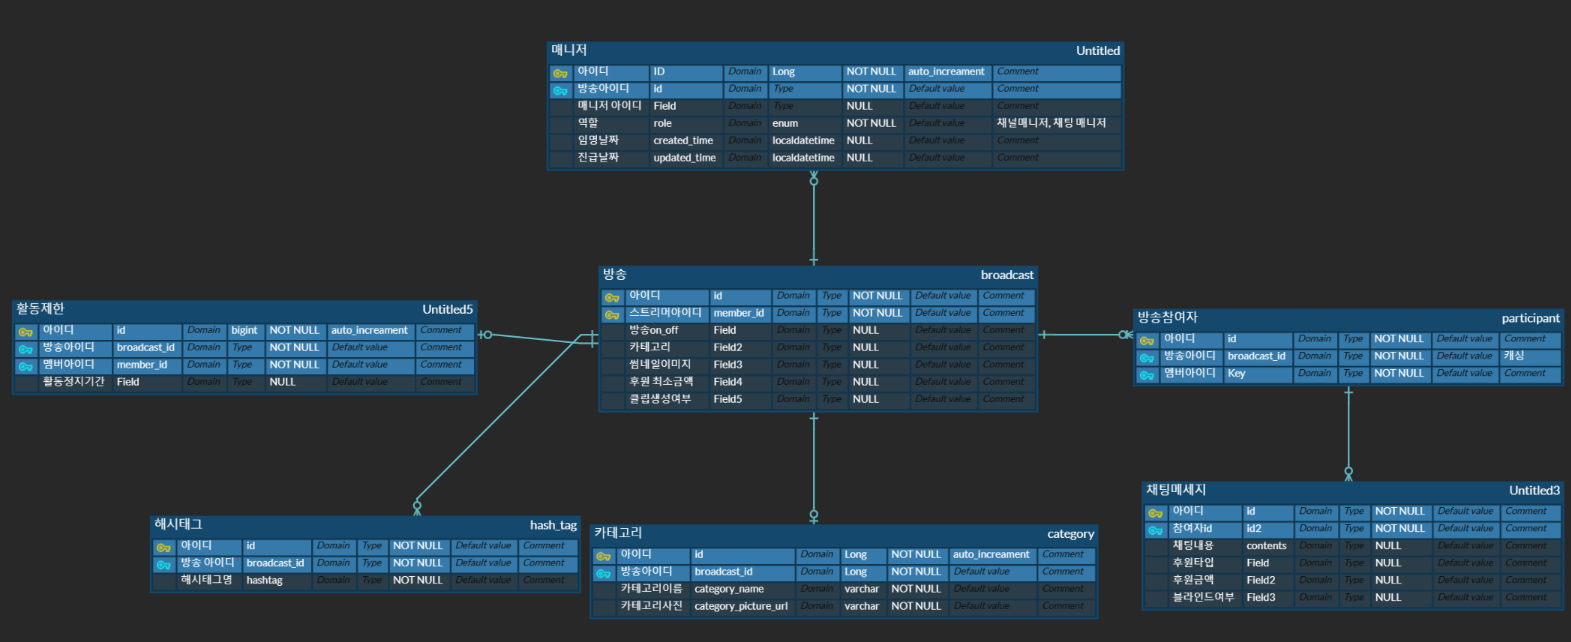 매니저 Untitled
아이디 ID Domain Long NOT NULL auto_increament Comment
방송아이디 id Domain Type NOT NULL Default value Comment
매니저 아이디 Field Domain Type NULL Default value Comment
역할 role Domain enum NOT NULL Default value 채널매니저, 채팅 매니저
임명날짜 created_time Domain localdatetime NULL Default value Comment
진급날짜 updated_time Domain localdatetime NULL Default value Comment
방송 broadcast
아이디 id Domain Type NOT NULL Default value Comment
스트리머아이디 member_id Domain Type NOT NULL Default value Comment
방송on_off Field Domain Type NULL Default value Comment
카테고리 Field2 Domain Type NULL Default value Comment
썸네일이미지 Field3 Domain Type NULL Default value Comment
후원 최소금액 Field4 Domain Type NULL Default value Comment
클립생성여부 Field5 Domain Type NULL Default value Comment
활동제한 Untitled5
아이디 id Domain bigint NOT NULL auto_increament Comment
방송아이디 broadcast_id Domain Type NOT NULL Default value Comment
멤버아이디 member_id Domain Type NOT NULL Default value Comment
활동정지기간 Field Domain Type NULL Default value Comment
방송참여자 participant
아이디 id Domain Type NOT NULL Default value Comment
방송아이디 broadcast_id Domain Type NOT NULL Default value 캐싱
멤버아이디 Key Domain Type NOT NULL Default value Comment
해시태그 hash_tag
아이디 id Domain Type NOT NULL Default value Comment
방송 아이디 broadcast_id Domain Type NOT NULL Default value Comment
해시태그명 hashtag Domain Type NOT NULL Default value Comment
카테고리 category
아이디 id Domain Long NOT NULL auto_increament Comment
방송아이디 broadcast_id Domain Long NOT NULL Default value Comment
카테고리이름 category_name Domain varchar NOT NULL Default value Comment
카테고리사진 category_picture_url Domain varchar NOT NULL Default value Comment
채팅메세지 Untitled3
아이디 id Domain Type NOT NULL Default value Comment
참여자id id2 Domain Type NOT NULL Default value Comment
채팅내용 contents Domain Type NULL Default value Comment
후원타입 Field Domain Type NULL Default value Comment
후원금액 Field2 Domain Type NULL Default value Comment
블라인드여부 Field3 Domain Type NULL Default value Comment